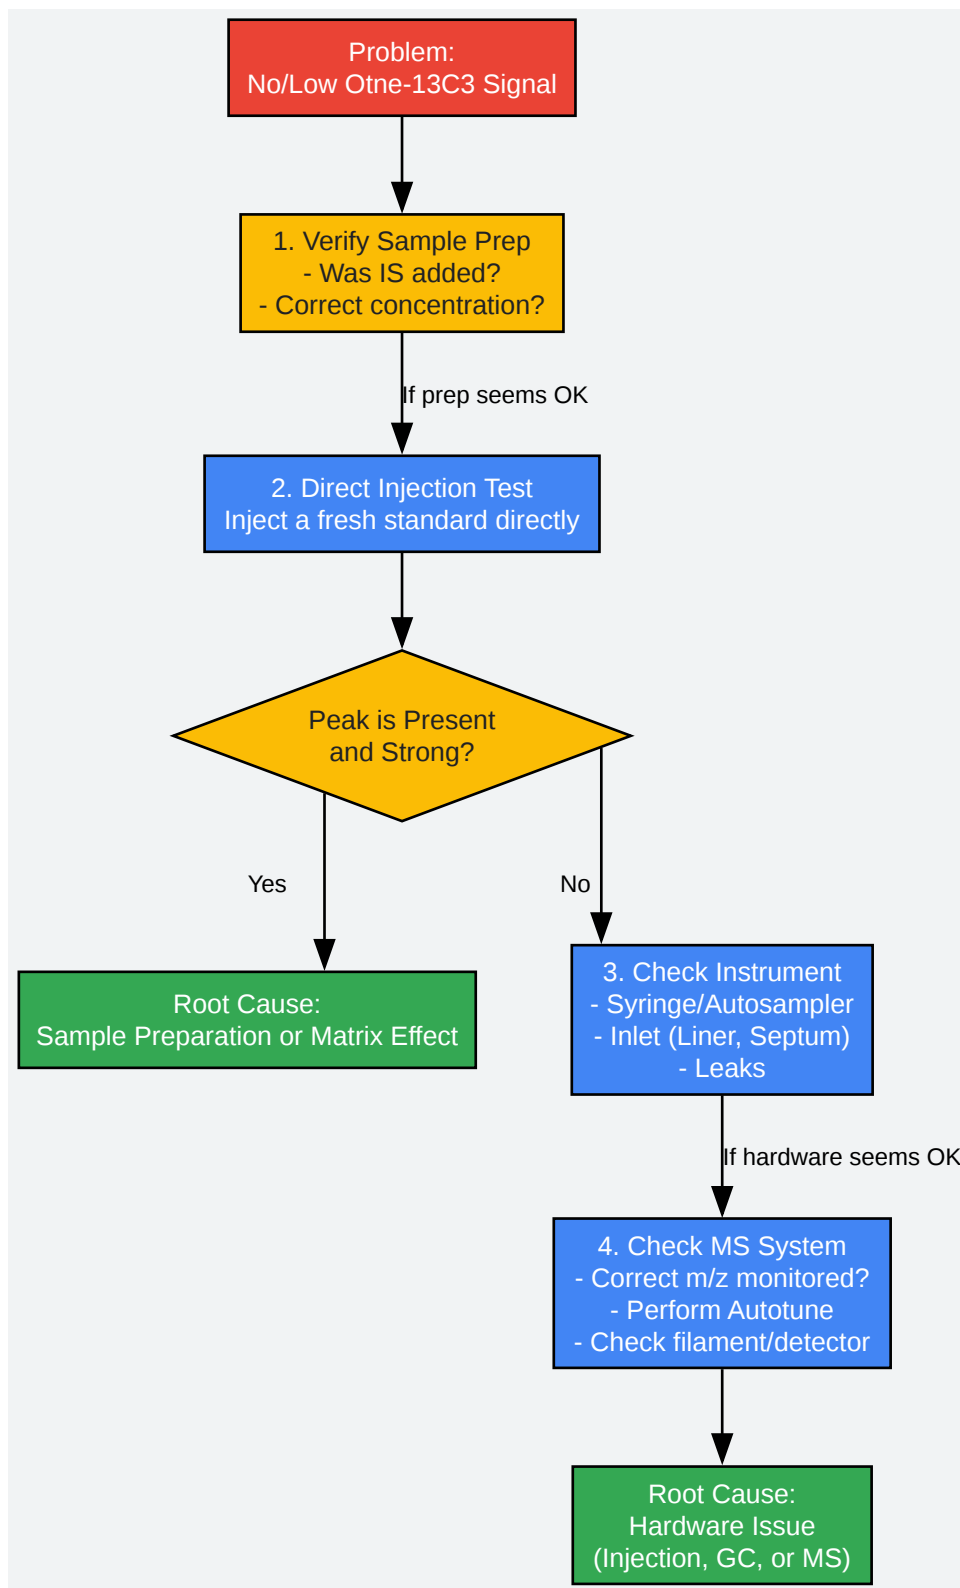 Problem:
No/Low Otne-13C3 Signal
1. Verify Sample Prep
- Was IS added?
- Correct concentration?
If prep seems OK
2. Direct Injection Test
Inject a fresh standard directly
Peak is Present
and Strong?
Yes
No
Root Cause:
Sample Preparation or Matrix Effect
3. Check Instrument
- Syringe/Autosampler
- Inlet (Liner, Septum)
- Leaks
If hardware seems OK
4. Check MS System
- Correct m/z monitored?
- Perform Autotune
- Check filament/detector
Root Cause:
Hardware Issue
(Injection, GC, or MS)